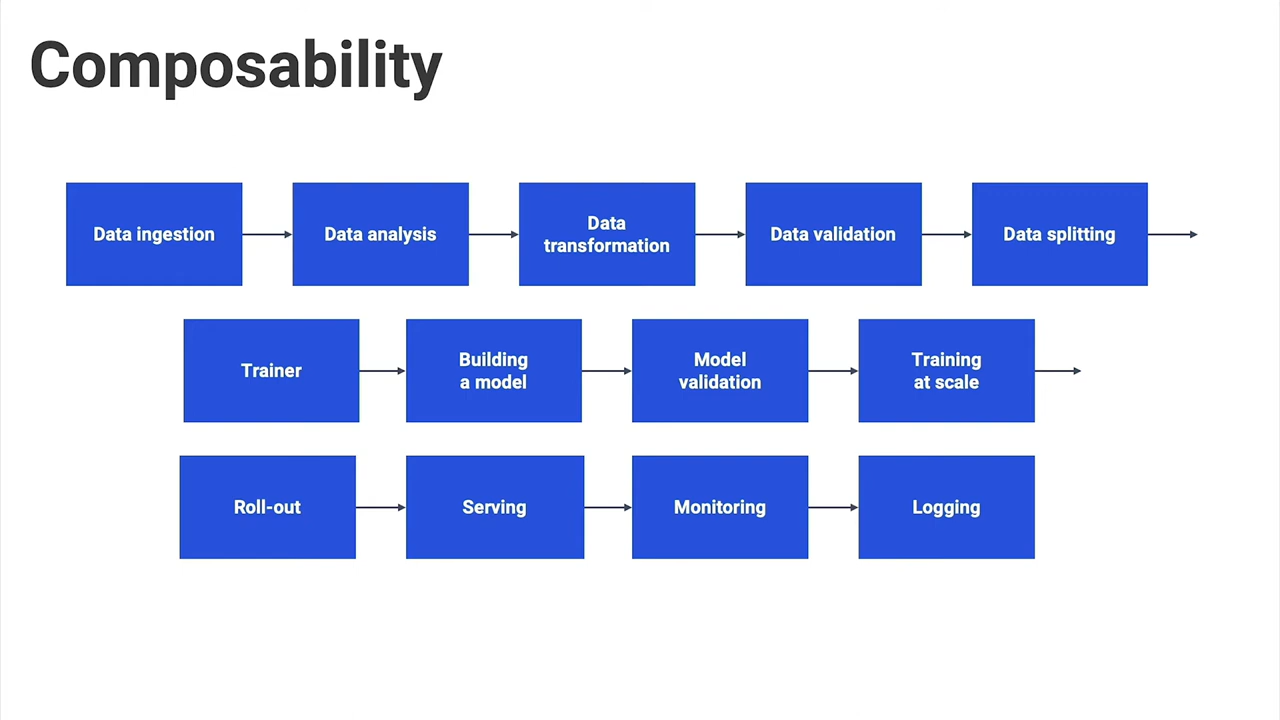 Composability
Data ingestion
Data analysis
Data
transformation
Data validation
Data splitting
Trainer
Building
a model
Model
validation
Training
at scale
Roll-out
Serving
Monitoring
Logging